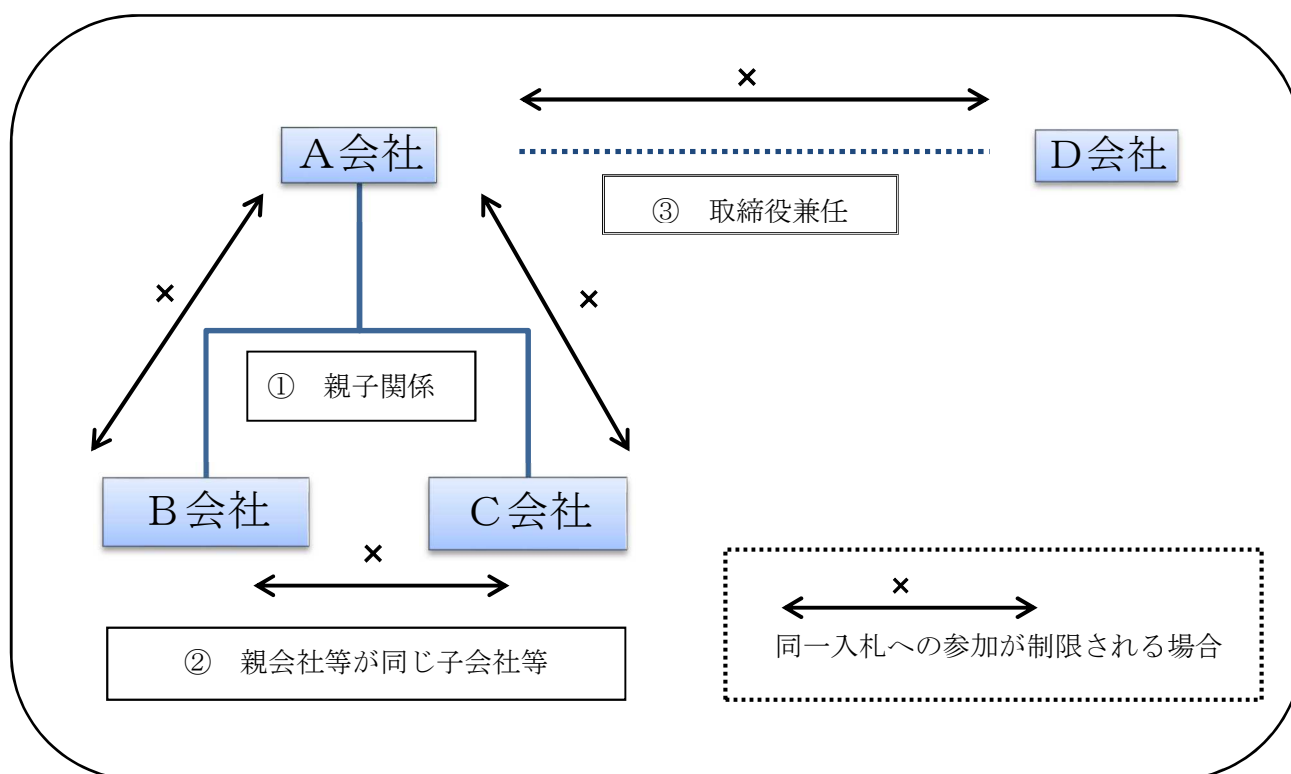 ×
Ａ会社
Ｄ会社
③　取締役兼任
×
×
①　親子関係
Ｂ会社
Ｃ会社
×
②　親会社等が同じ子会社等
×
同一入札への参加が制限される場合